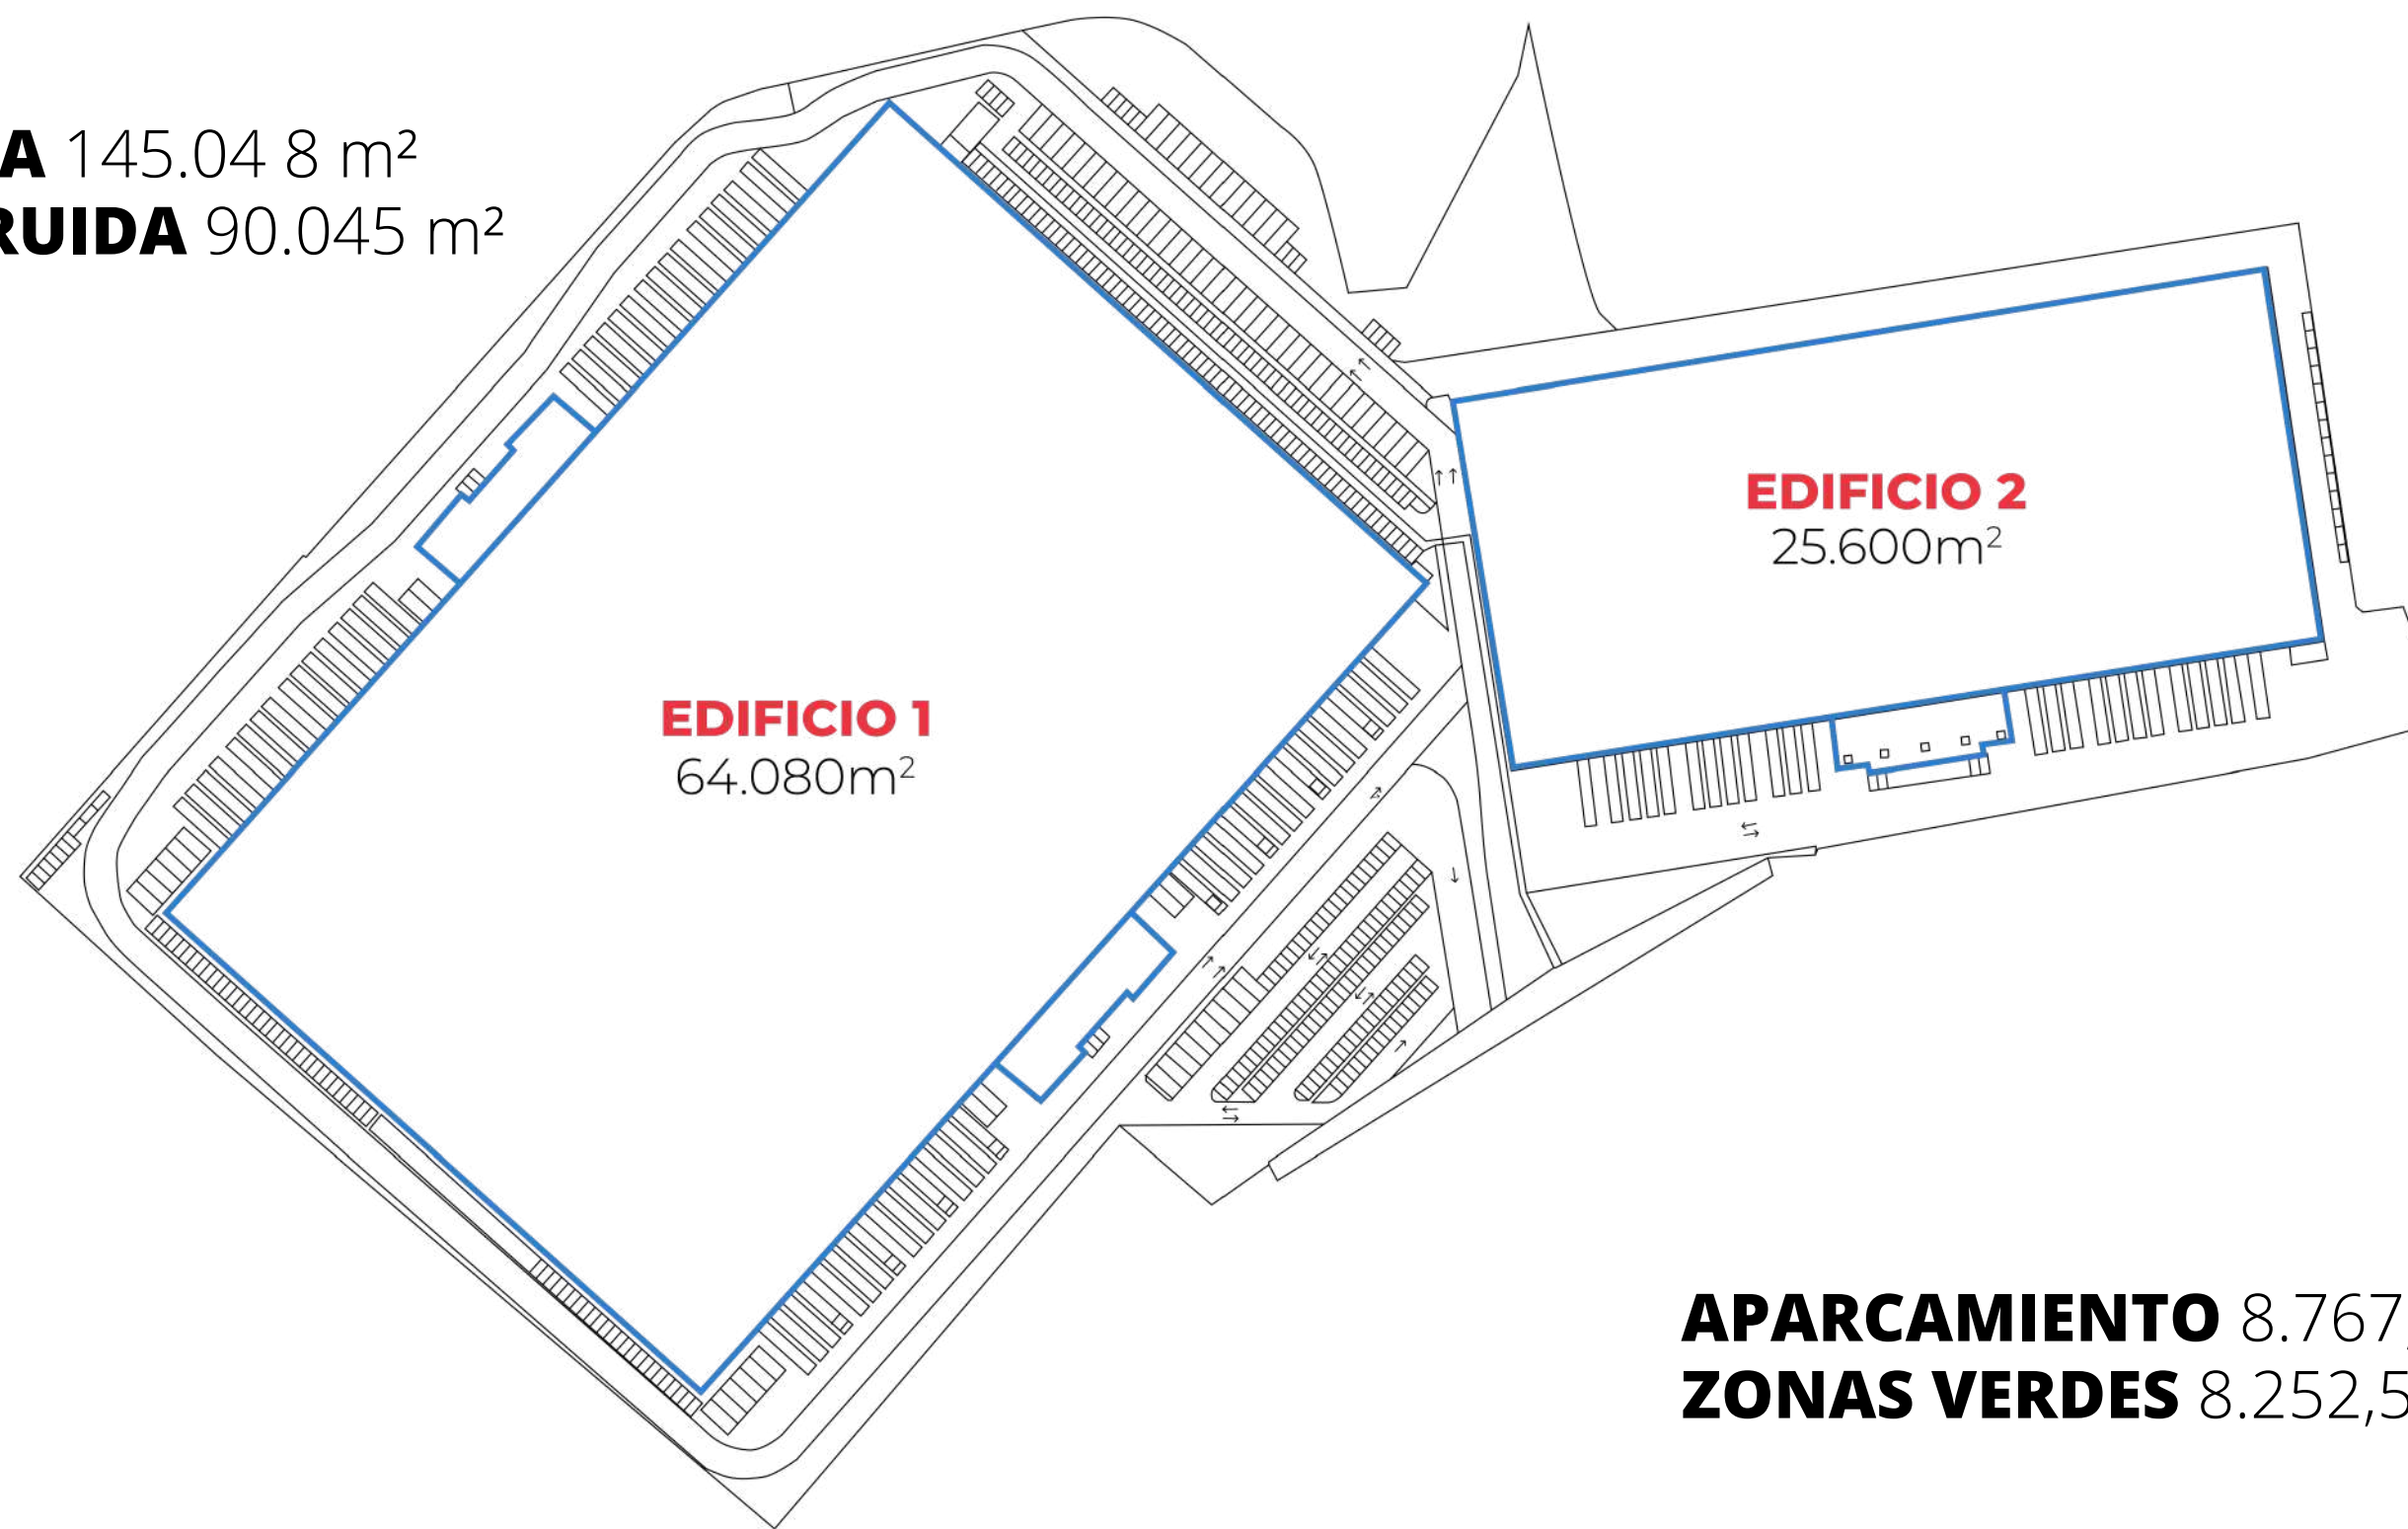 A 145.04 8 m²
RUIDA 90.045 m²
EDIFICIO 2
25.600m²
EDIFICIO 1
64.080m²
APARCAMIENTO 8.767,
ZONAS VERDES 8.252,5